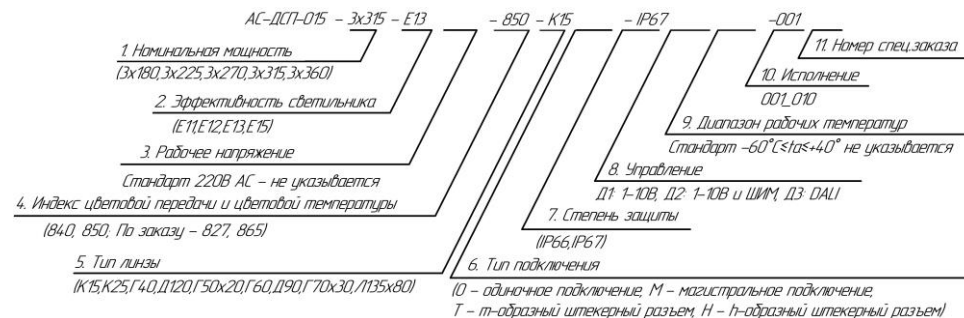 АС-ДСП-015 - 3х315 - Е13 - 850 - К15 - IP67 -001
1. Номинальная мощность
(3х180,3х225,3х270,3х315,3х360)
2. Эффективность светильника
(Е11,Е12,Е13,Е15)
3. Рабочее напряжение
Стандарт 220В АС - не указывается
4. Индекс цветовой передачи и цветовой температуры
(840, 850, По заказу - 827, 865)
5. Тип линзы
(К15,К25,Г40,Д120,Г50х20,Г60,Д90,Г70х30,Л135х80)
11. Номер спец.заказа
10. Исполнение
001_010
9. Диапазон рабочих температур
Стандарт -60°С≤ta≤+40° не указывается
8. Управление
Д1: 1-10В, Д2: 1-10В и ШИМ, Д3: DALI
7. Степень защиты
(IP66,IP67)
6. Тип подключения
(О - одиночное подключение, М - магистральное подключение,
Т - т-образный штекерный разъем, Н - h-образный штекерный разъем)